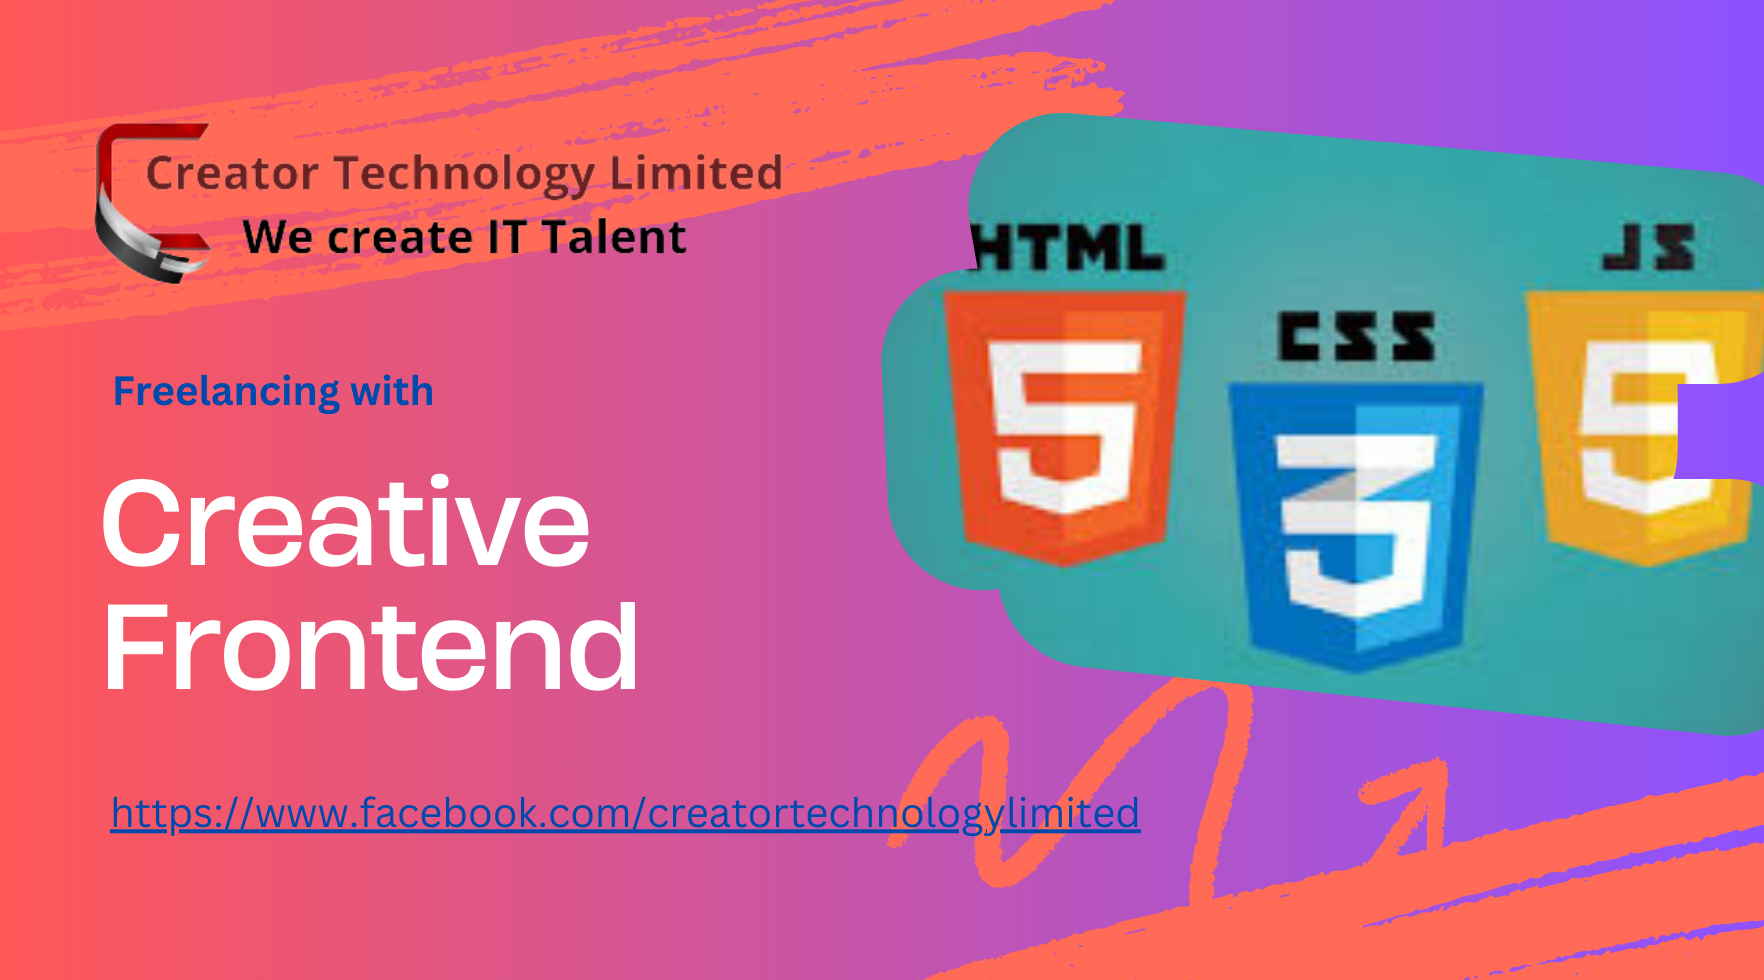 Creator Technology Limited
We create IT Talent
Freelancing with
Creative
Frontend
https://www.facebook.com/creatortechnologylimited
HTML
5
CSS
3
JS
5